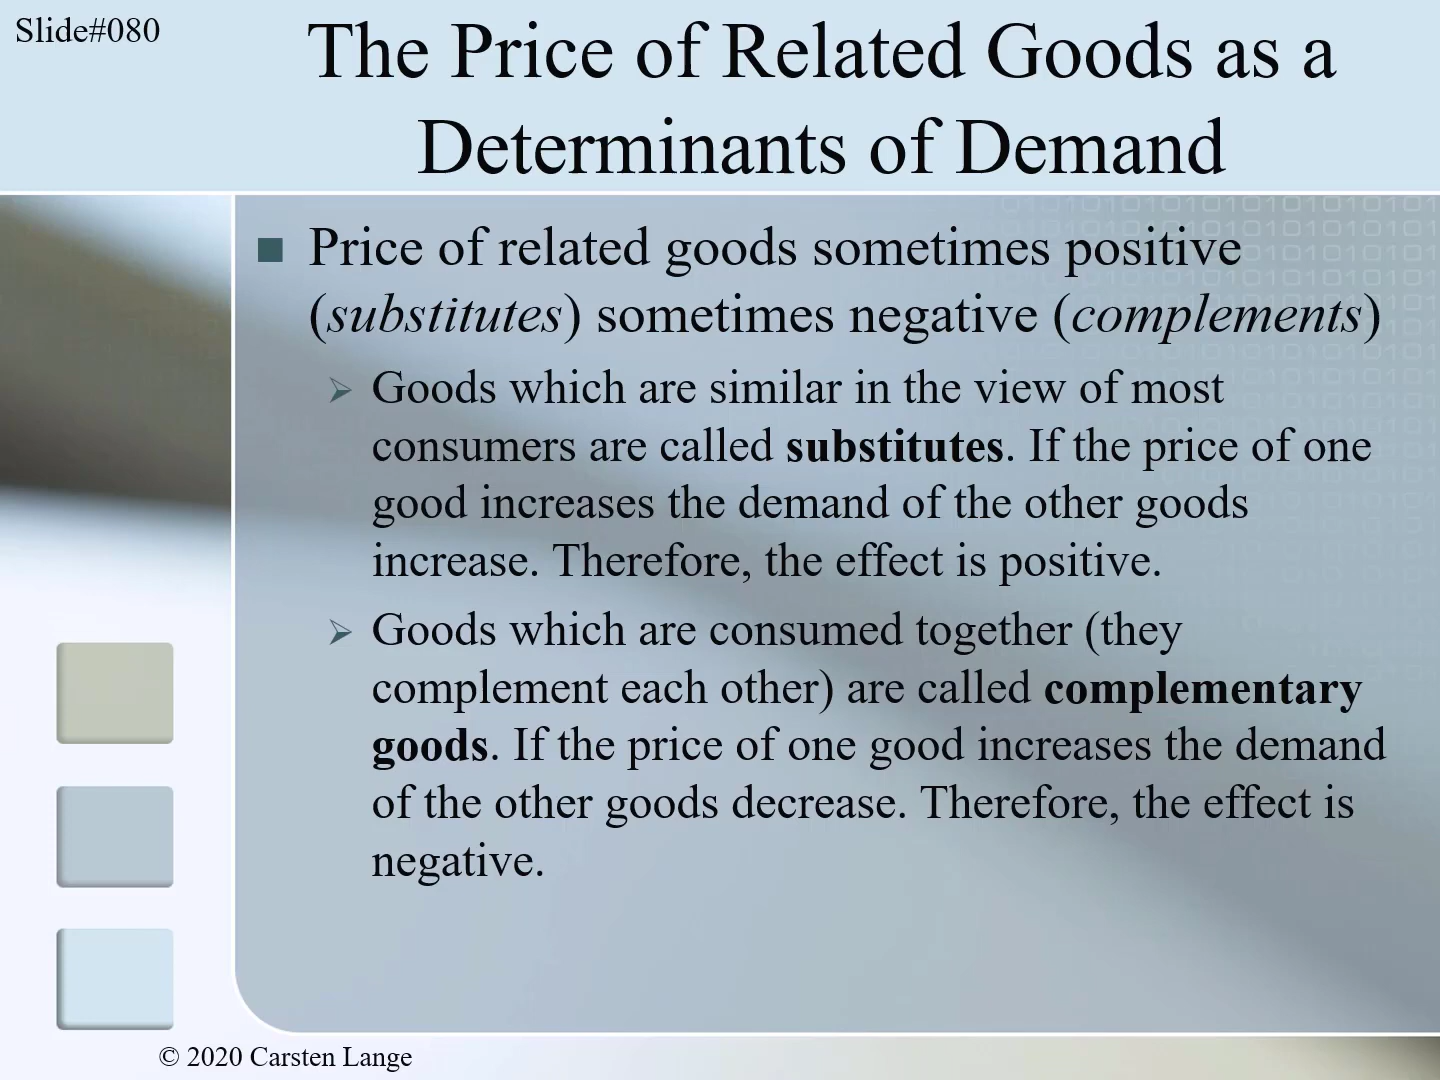 Slide#080
The Price of Related Goods as a
Determinants of Demand
Price of related goods sometimes positive
(substitutes) sometimes negative (complements)
Goods which are similar in the view of most
consumers are called substitutes. If the price of one
good increases the demand of the other goods
increase. Therefore, the effect is positive.
Goods which are consumed together (they
complement each other) are called complementary
goods. If the price of one good increases the demand
of the other goods decrease. Therefore, the effect is
negative.
© 2020 Carsten Lange